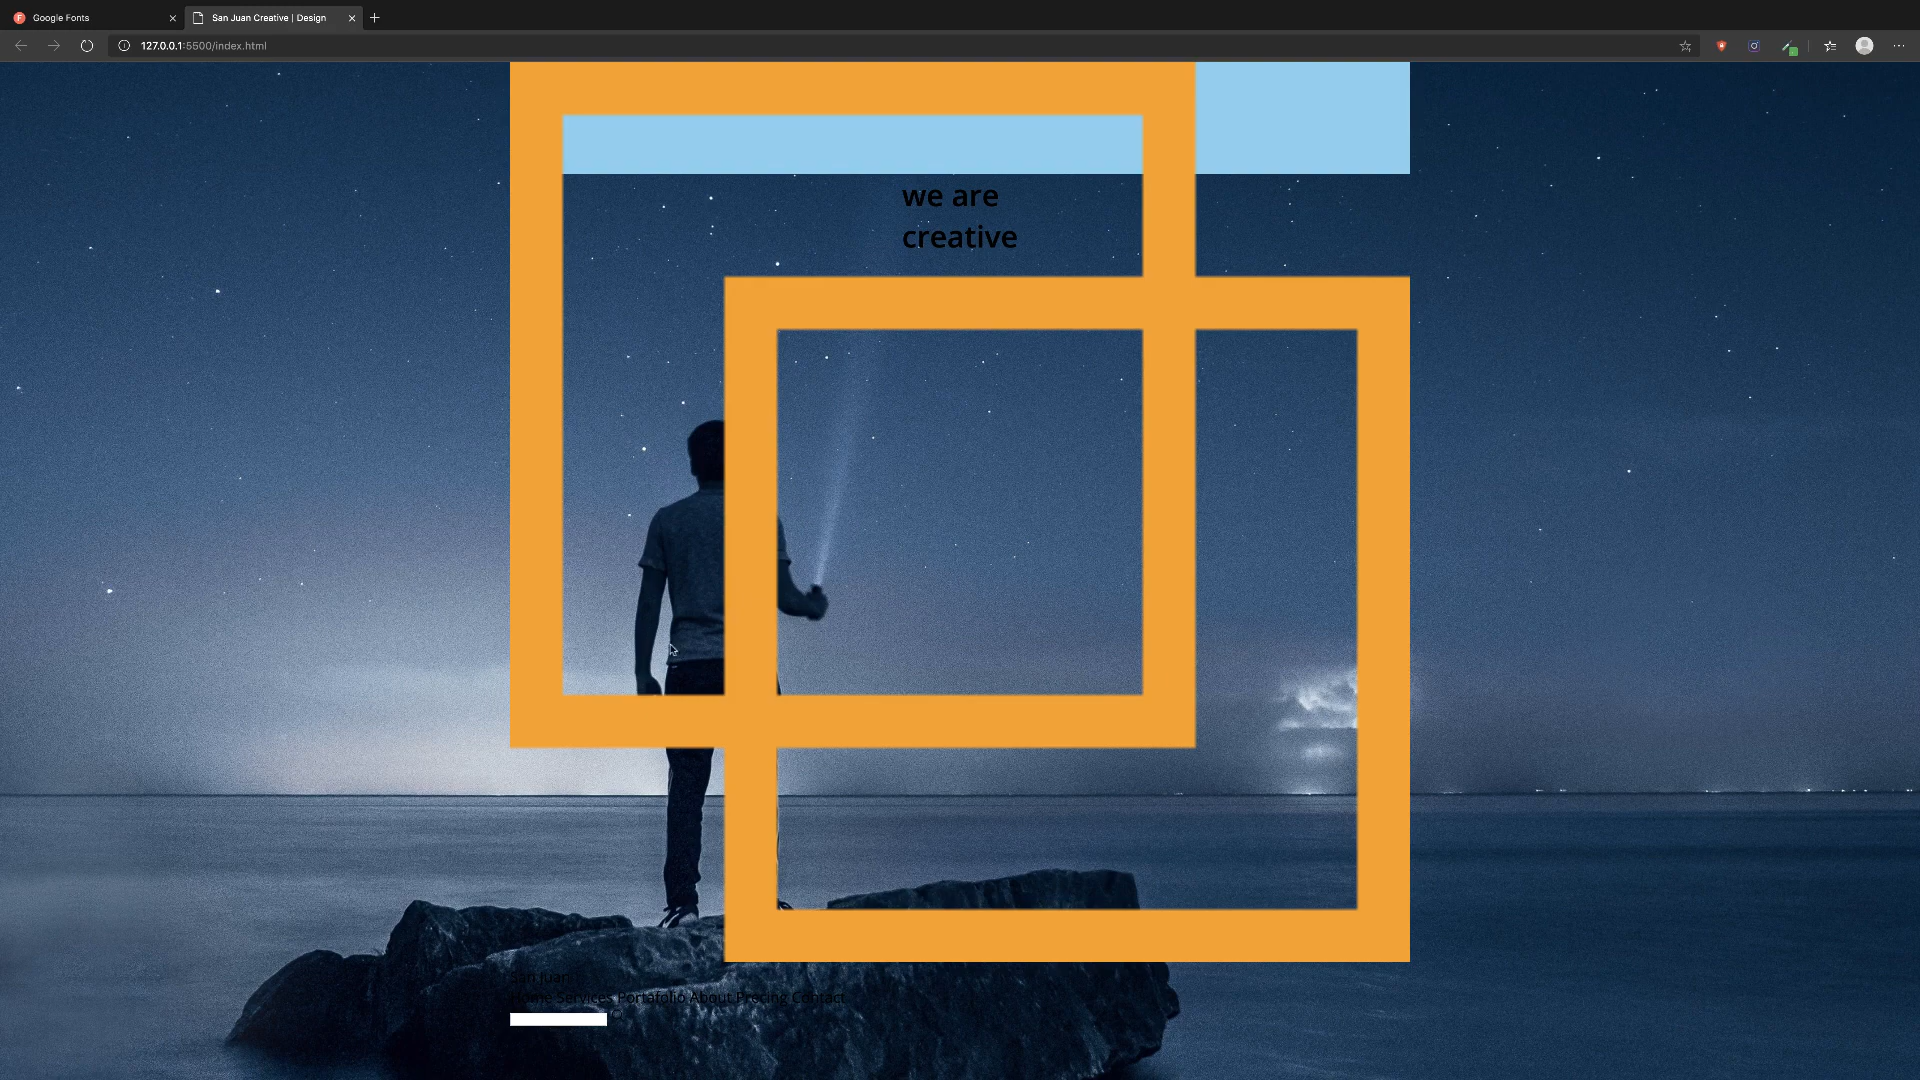 Google Fonts
San Juan Creative | Design
127.0.0.1:5500/index.html
we are
creative
San juan
Home Services Portafolio About Precing Contact